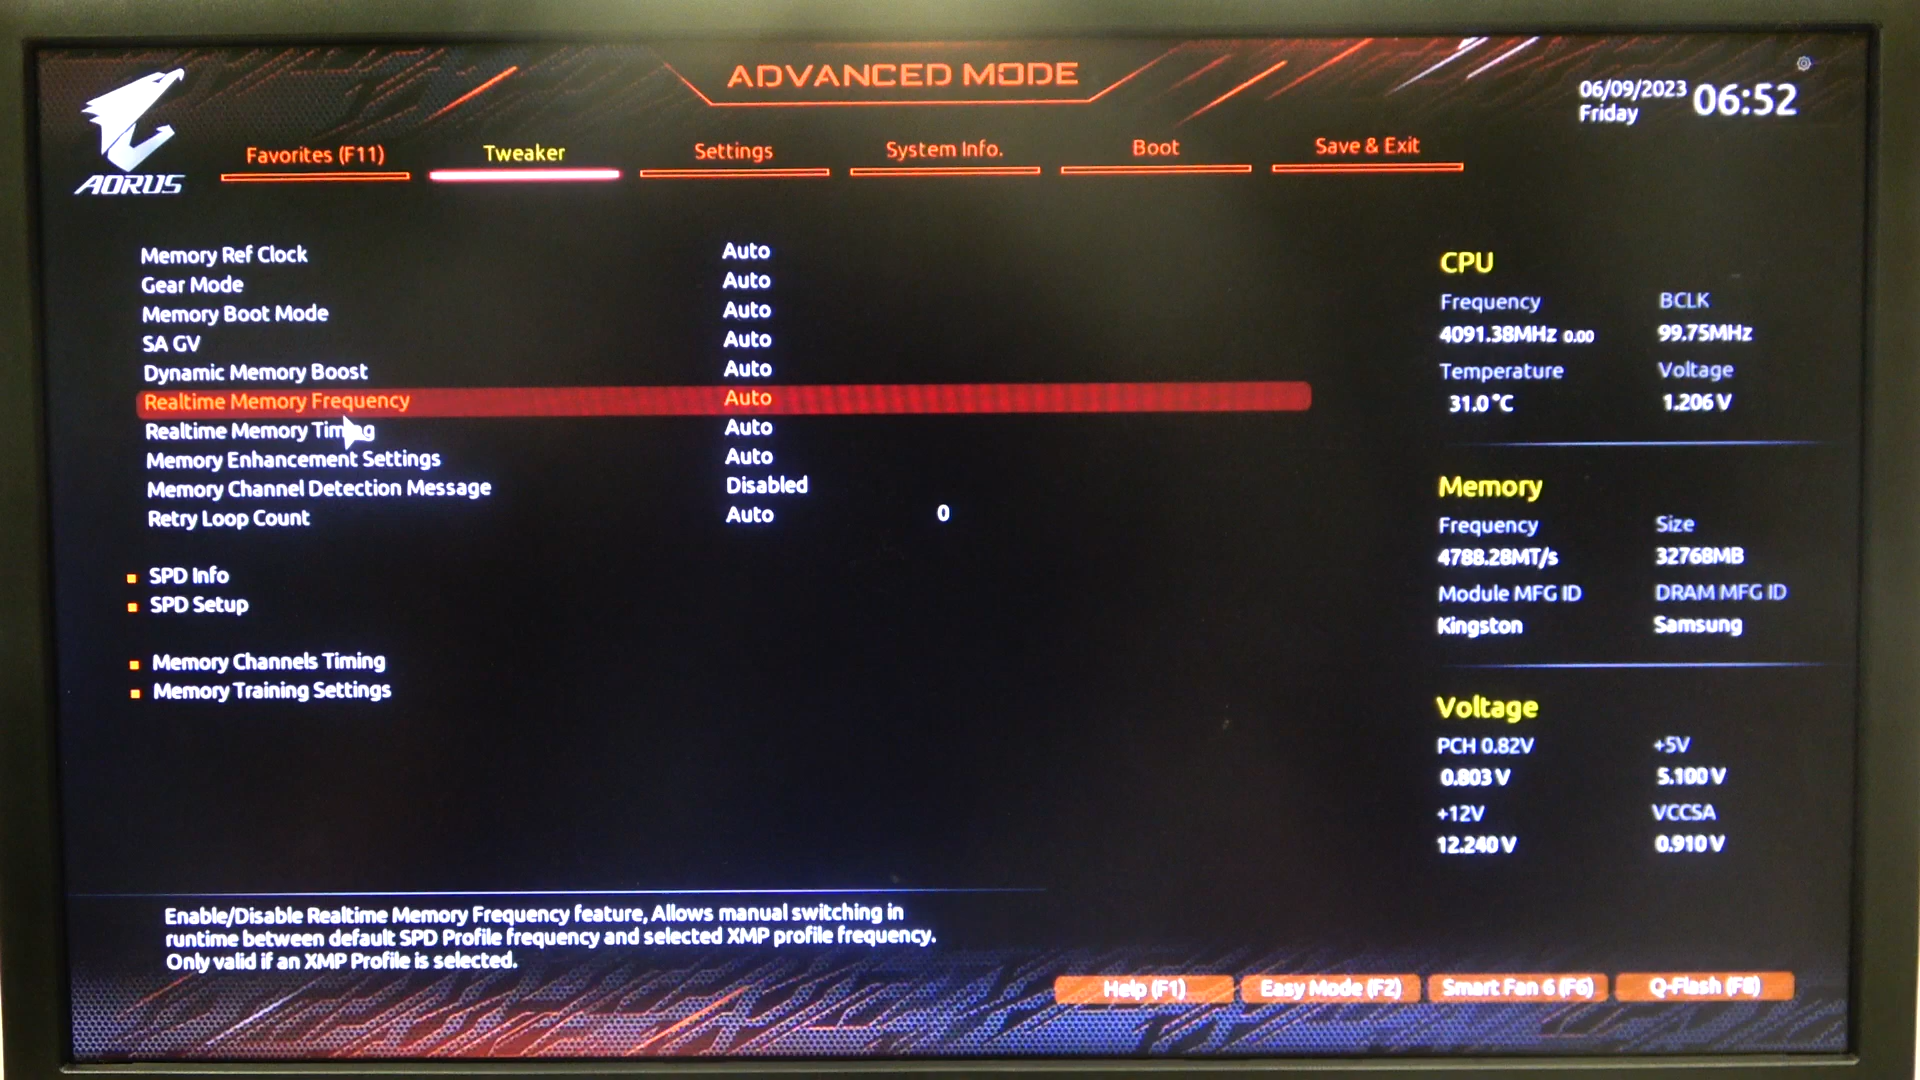 ADVANCED MODE
06/09/2023
Friday
06:52
AORUS
Favorites (F11)
Tweaker
Settings
System Info.
Boot
Save & Exit
Memory Ref Clock Auto
Gear Mode Auto
Memory Boot Mode Auto
SA GV Auto
Dynamic Memory Boost Auto
Realtime Memory Frequency Auto
Realtime Memory Timing Auto
Memory Enhancement Settings Auto
Memory Channel Detection Message Disabled
Retry Loop Count Auto 0
SPD Info
SPD Setup
Memory Channels Timing
Memory Training Settings
CPU
Frequency BCLK
4091.38MHz 0.00 99.75MHz
Temperature Voltage
31.0 °C 1.206 V
Memory
Frequency Size
4788.28MT/s 32768MB
Module MFG ID DRAM MFG ID
Kingston Samsung
Voltage
PCH 0.82V +5V
0.803 V 5.100 V
+12V VCCSA
12.240 V 0.910 V
Enable/Disable Realtime Memory Frequency feature, Allows manual switching in
runtime between default SPD Profile frequency and selected XMP profile frequency.
Only valid if an XMP Profile is selected.
Help (F1)
Easy Mode (F2)
Smart Fan 6 (F6)
Q-Flash (F8)